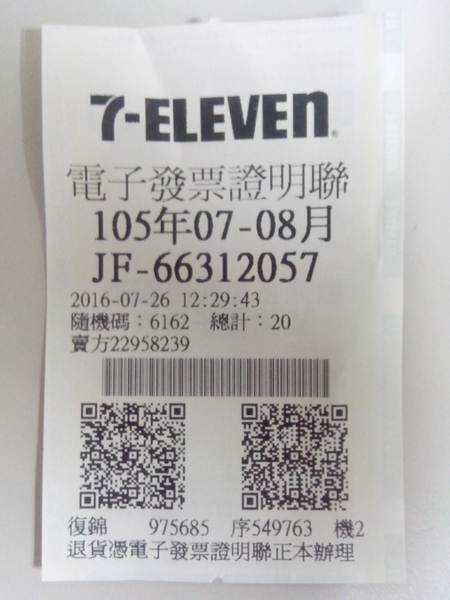 7-ELEVEn
電子發票證明聯
105年07-08月
JF-66312057
2016-07-26 12:29:43
隨機碼：6162 總計：20
賣方22958239
復錦 975685 序549763 機2
退貨憑電子發票證明聯正本辦理